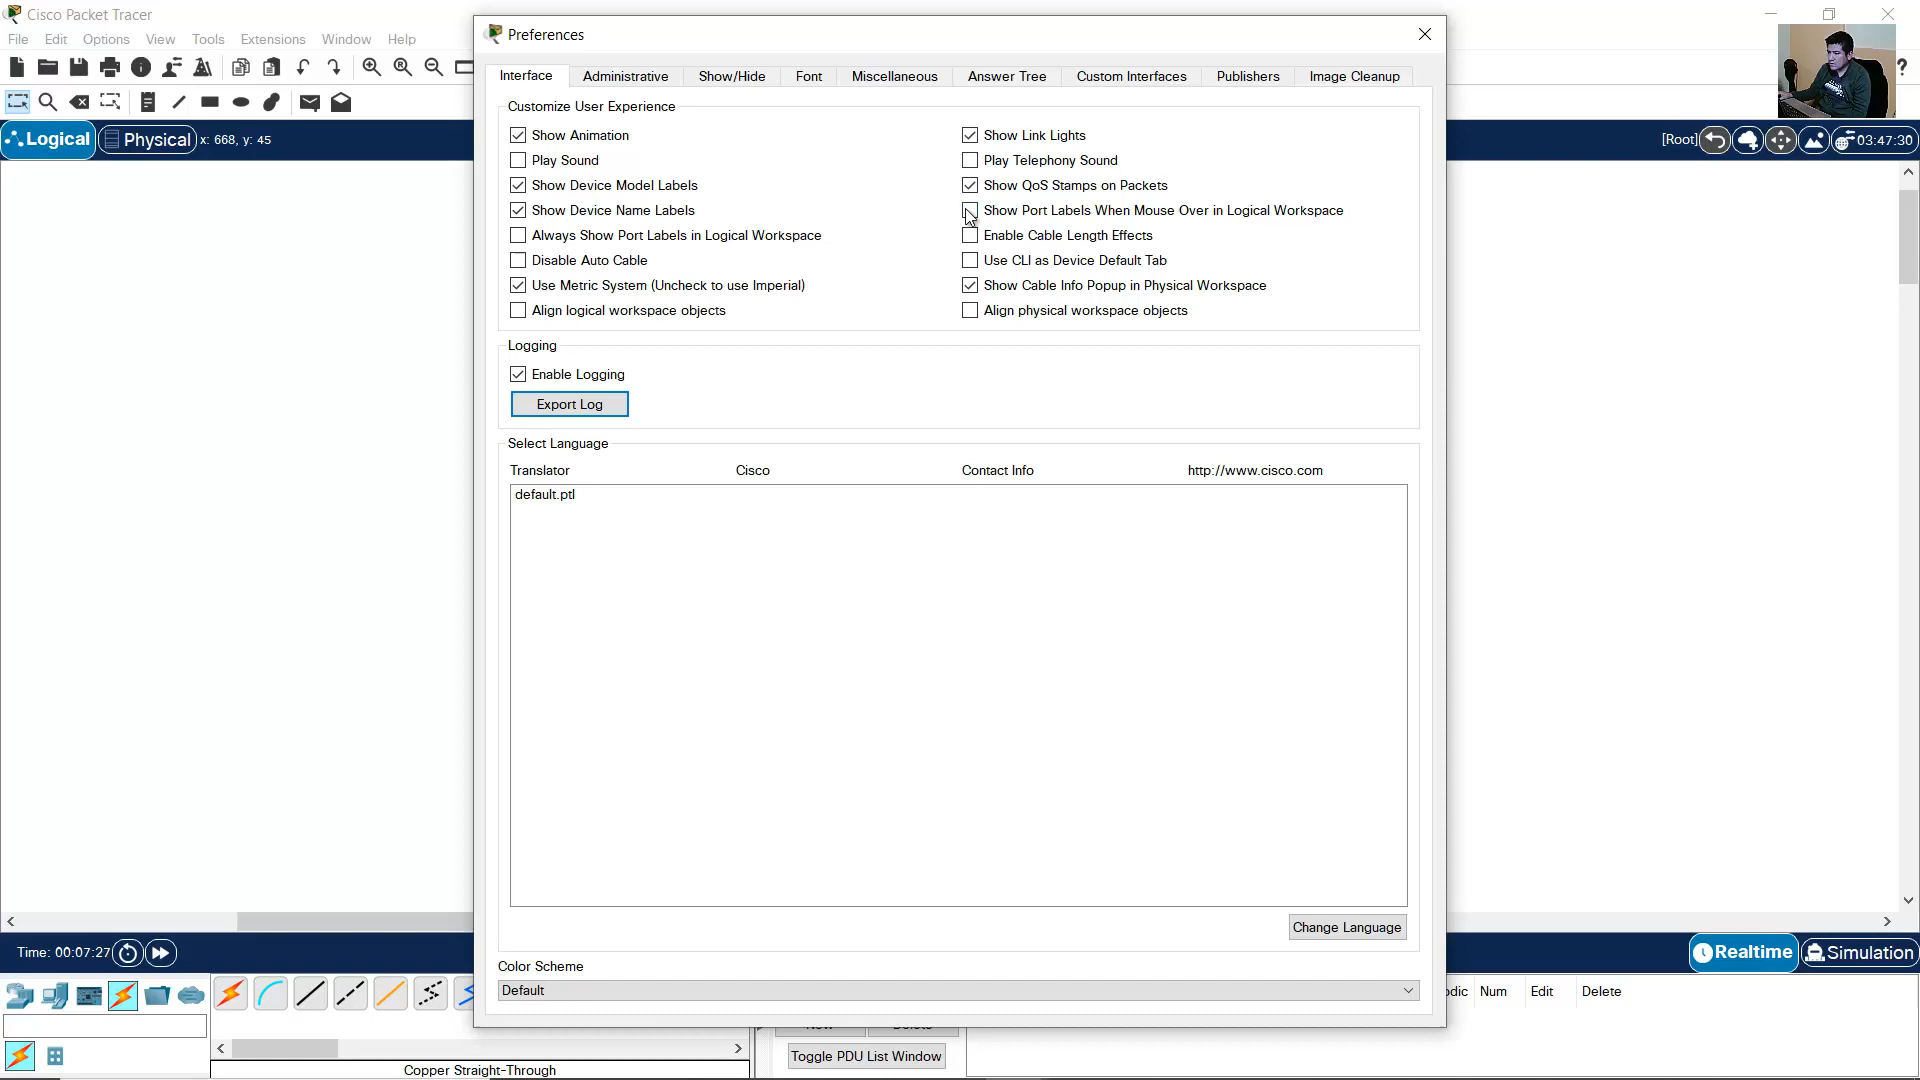 Cisco Packet Tracer
File Edit Options View Tools Extensions Window Help
Logical Physical x: 668, y: 45
[Root] 03:47:30
Preferences
Interface Administrative Show/Hide Font Miscellaneous Answer Tree Custom Interfaces Publishers Image Cleanup
Customize User Experience
Show Animation Show Link Lights
Play Sound Play Telephony Sound
Show Device Model Labels Show QoS Stamps on Packets
Show Device Name Labels Show Port Labels When Mouse Over in Logical Workspace
Always Show Port Labels in Logical Workspace Enable Cable Length Effects
Disable Auto Cable Use CLI as Device Default Tab
Use Metric System (Uncheck to use Imperial) Show Cable Info Popup in Physical Workspace
Align logical workspace objects Align physical workspace objects
Logging
Enable Logging
Export Log
Select Language
Translator Cisco Contact Info http://www.cisco.com
default.ptl
Change Language
Color Scheme
Default
Time: 00:07:27 Realtime Simulation
Num Edit Delete
Toggle PDU List Window
Copper Straight-Through